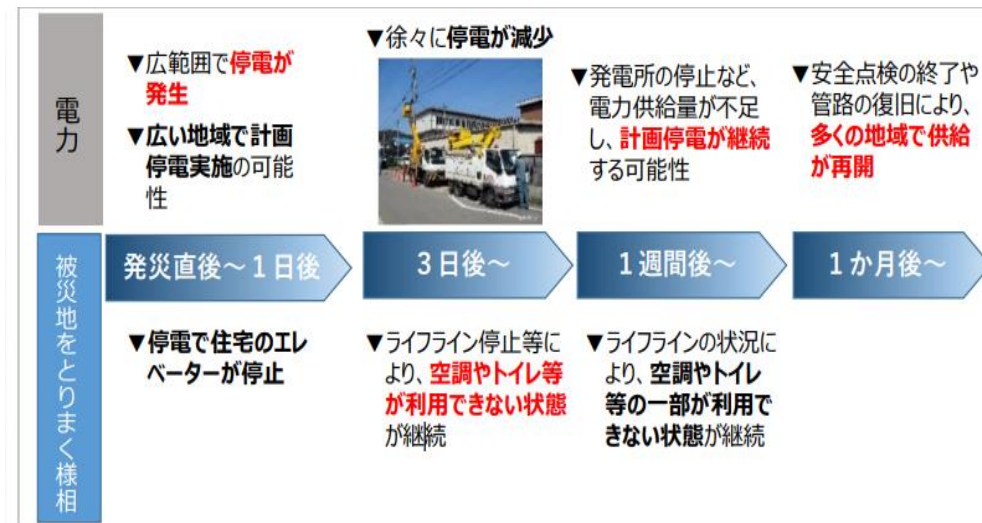 電力
▼広範囲で停電が
発生
▼広い地域で計画
停電実施の可能
性
▼徐々に停電が減少
▼発電所の停止など、
電力供給量が不足
し、計画停電が継続
する可能性
▼安全点検の終了や
管路の復旧により、
多くの地域で供給
が再開
被災地をとりまく様相
発災直後～１日後
３日後～
１週間後～
１か月後～
▼停電で住宅のエレ
ベーターが停止
▼ライフライン停止等に
より、空調やトイレ等
が利用できない状態
が継続
▼ライフラインの状況に
より、空調やトイレ
等の一部が利用で
きない状態が継続